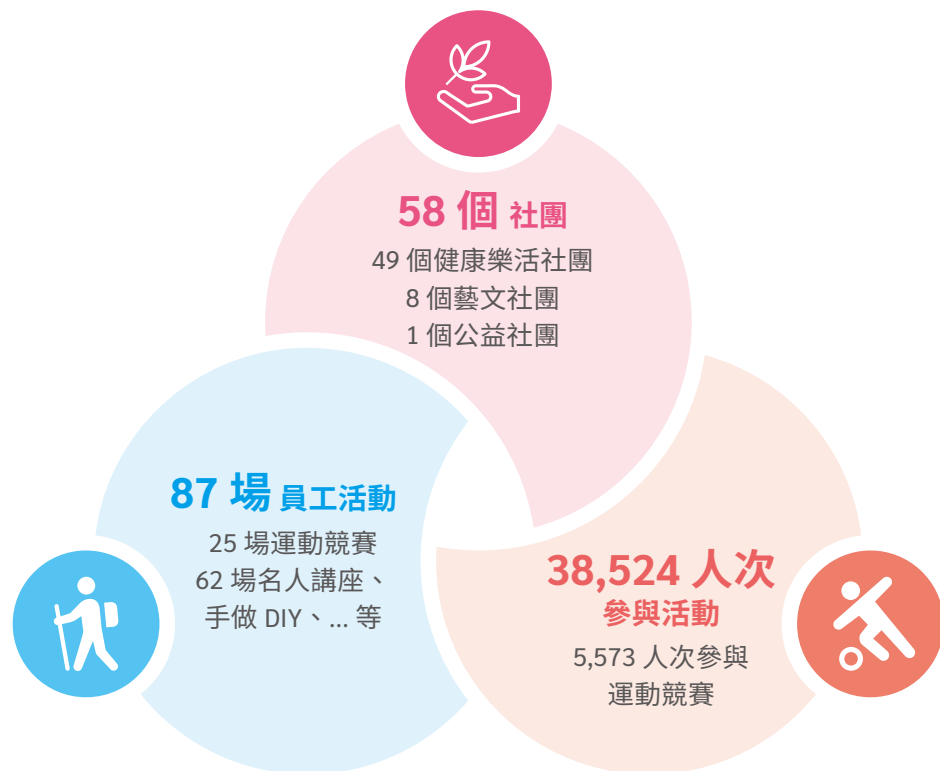 58 個 社團
49 個健康樂活社團
8 個藝文社團
1 個公益社團
87 場 員工活動
25 場運動競賽
62 場名人講座、
手做 DIY、... 等
38,524 人次
參與活動
5,573 人次參與
運動競賽